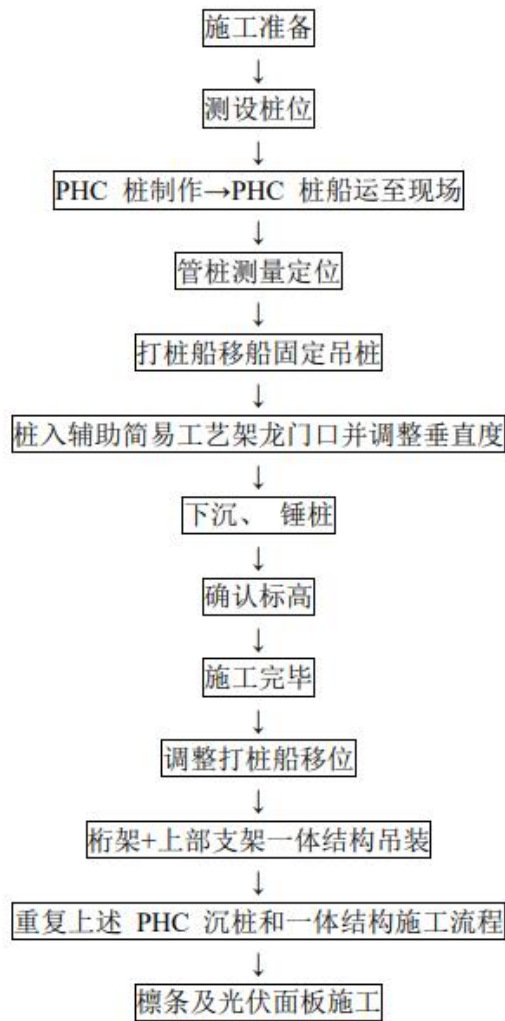 施工准备
↓
测设桩位
↓
PHC 桩制作→PHC 桩船运至现场
↓
管桩测量定位
↓
打桩船移船固定吊桩
↓
桩入辅助简易工艺架龙门口并调整垂直度
↓
下沉、 锤桩
↓
确认标高
↓
施工完毕
↓
调整打桩船移位
↓
桁架+上部支架一体结构吊装
↓
重复上述 PHC 沉桩和一体结构施工流程
↓
檩条及光伏面板施工